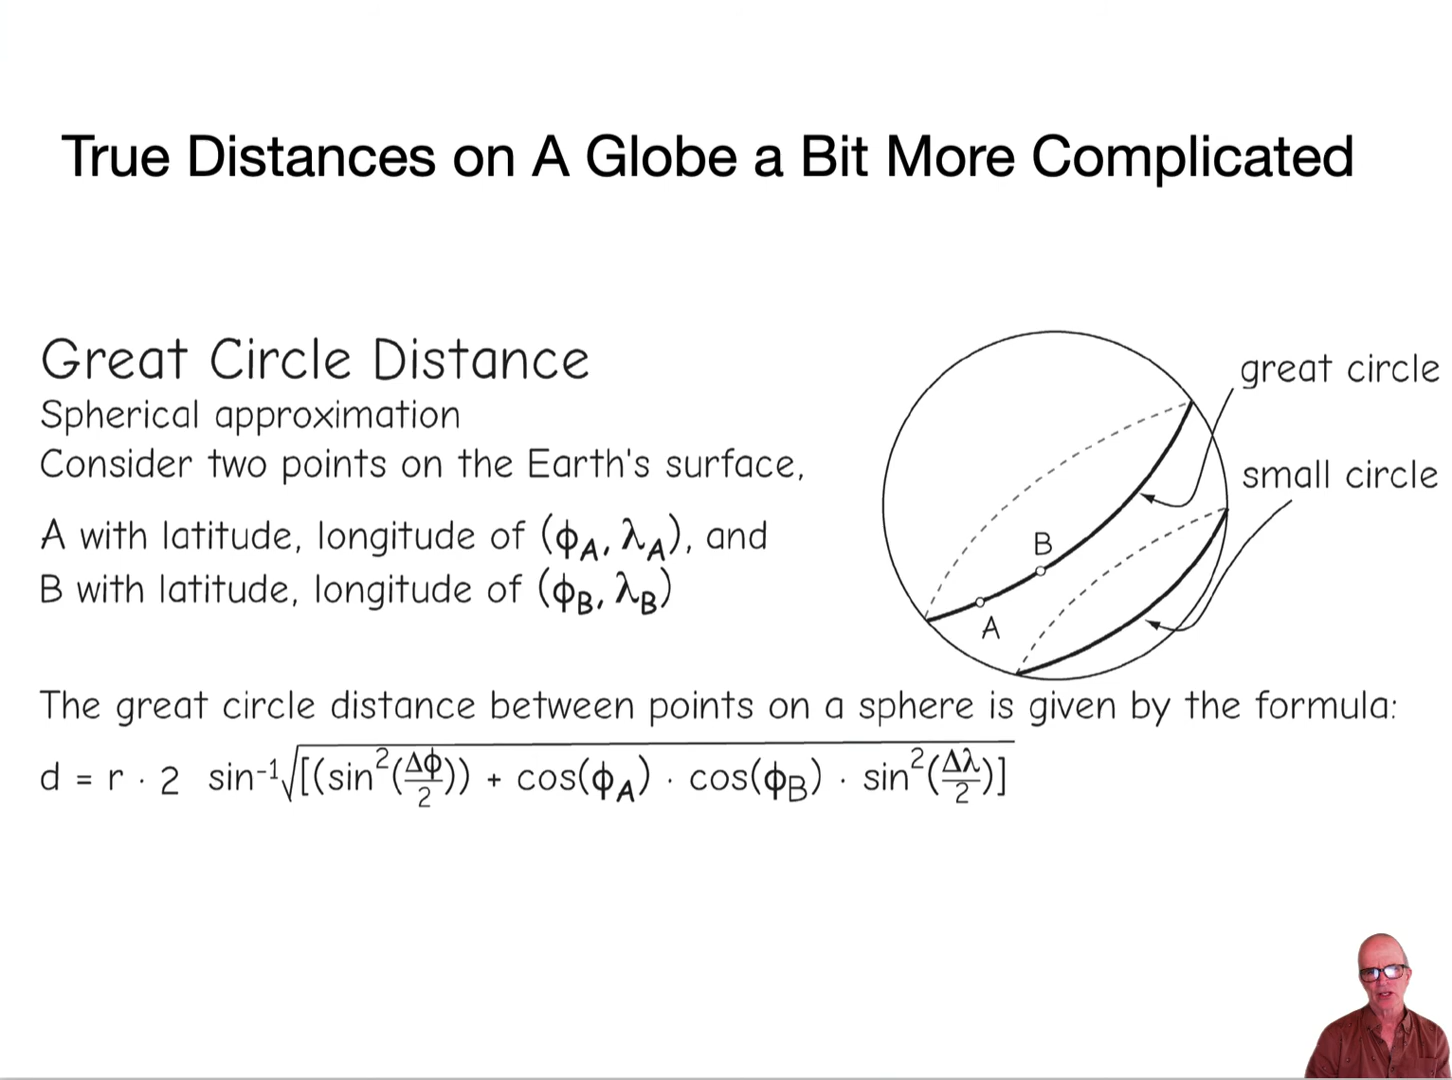 True Distances on A Globe a Bit More Complicated
Great Circle Distance
Spherical approximation
Consider two points on the Earth's surface,
A with latitude, longitude of (ϕA, λA), and
B with latitude, longitude of (ϕB, λB)
great circle
small circle
B
A
The great circle distance between points on a sphere is given by the formula:
d = r · 2 sin⁻¹√[(sin²(Δϕ/2)) + cos(ϕA) · cos(ϕB) · sin²(Δλ/2)]